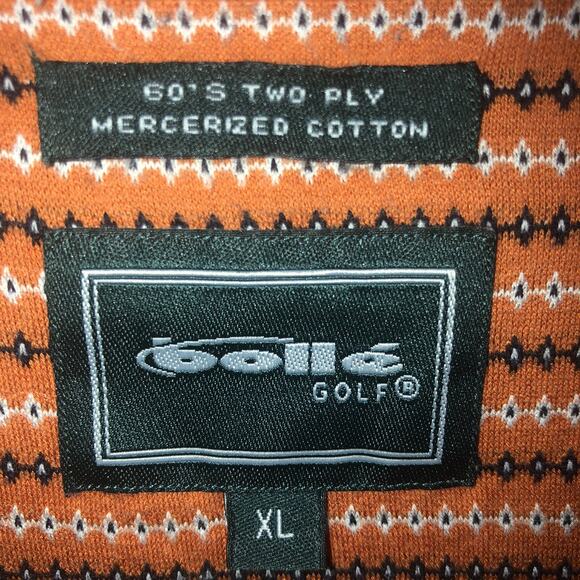 60'S TWO PLY
MERCERIZED COTTON
bollé
GOLF®
XL